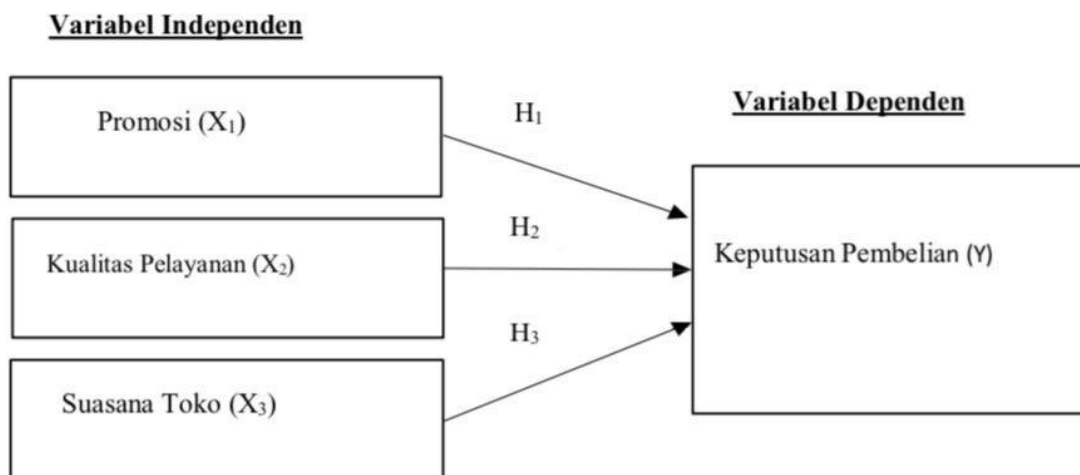 Variabel Independen
Promosi (X₁)
H₁
Variabel Dependen
H₂
Kualitas Pelayanan (X₂)
Keputusan Pembelian (Y)
H₃
Suasana Toko (X₃)